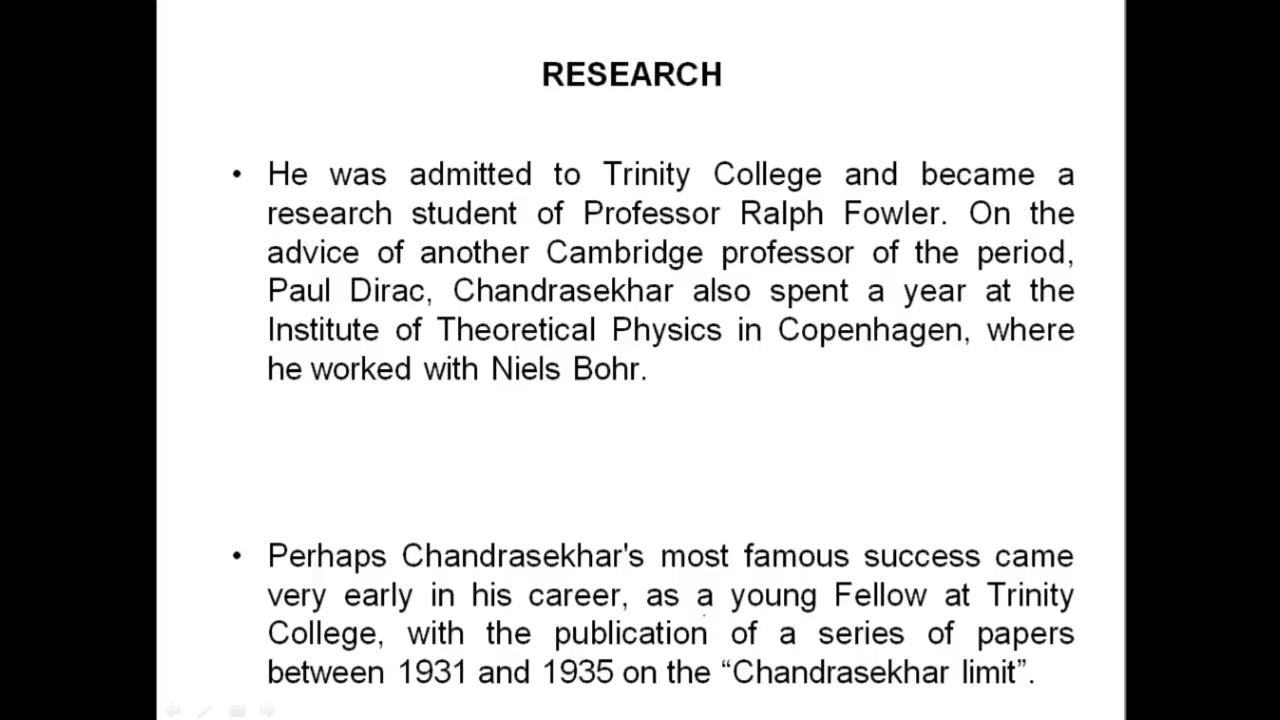 RESEARCH
• He was admitted to Trinity College and became a
research student of Professor Ralph Fowler. On the
advice of another Cambridge professor of the period,
Paul Dirac, Chandrasekhar also spent a year at the
Institute of Theoretical Physics in Copenhagen, where
he worked with Niels Bohr.
• Perhaps Chandrasekhar's most famous success came
very early in his career, as a young Fellow at Trinity
College, with the publication of a series of papers
between 1931 and 1935 on the “Chandrasekhar limit”.